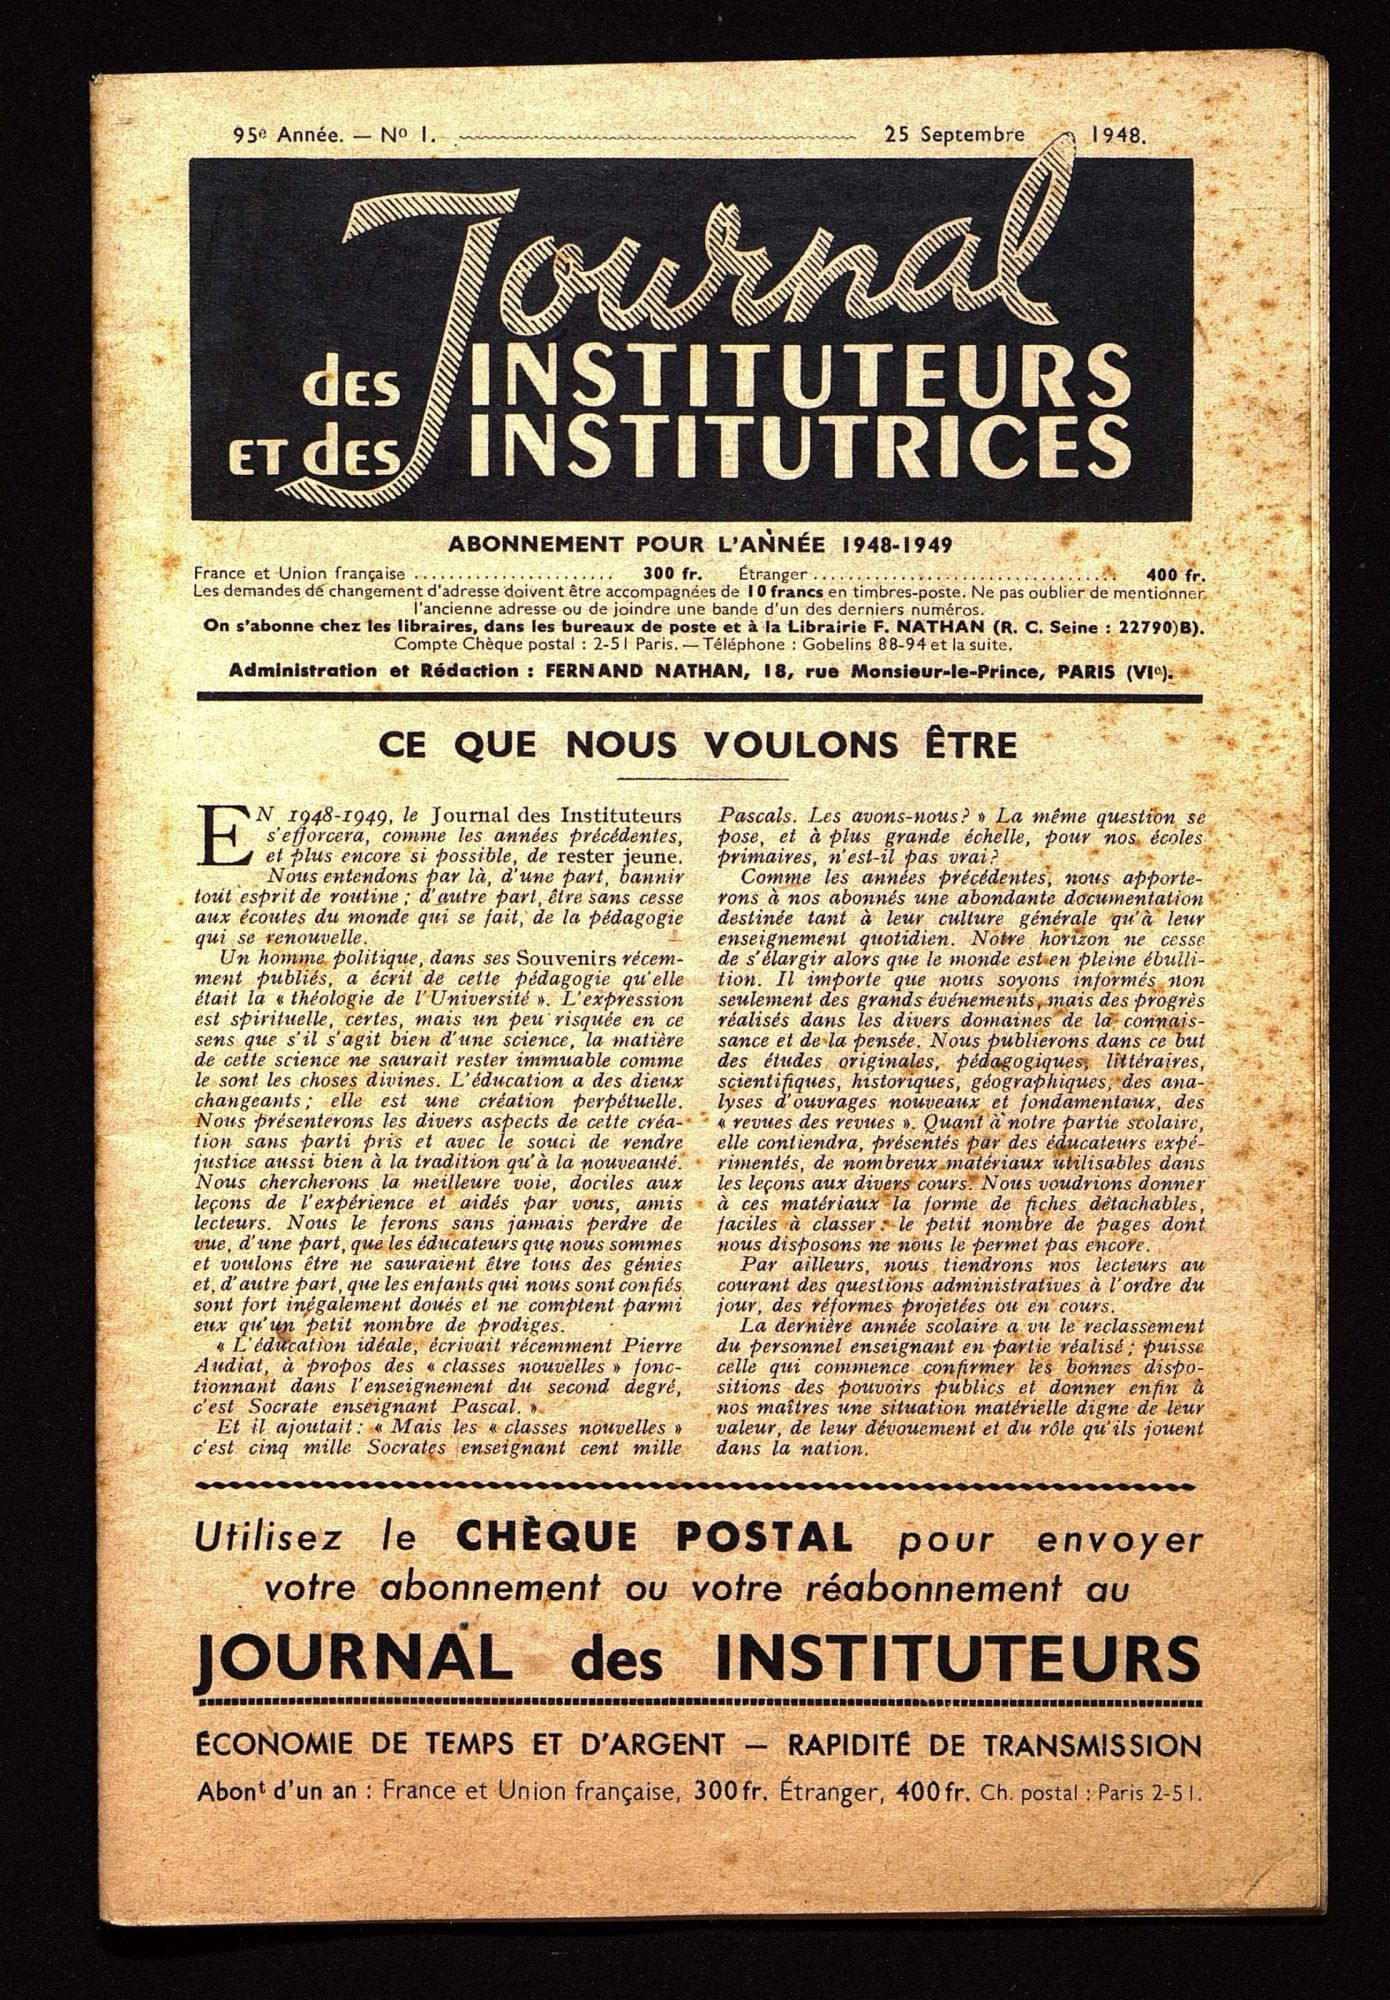 95e Année. — No 1. 25 Septembre 1948.
Journal
des INSTITUTEURS
ET des INSTITUTRICES
ABONNEMENT POUR L'ANNÉE 1948-1949
France et Union française ...................... 300 fr. Étranger .................................. 400 fr.
Les demandes de changement d'adresse doivent être accompagnées de 10 francs en timbres-poste. Ne pas oublier de mentionner
l'ancienne adresse ou de joindre une bande d'un des derniers numéros.
On s'abonne chez les libraires, dans les bureaux de poste et à la Librairie F. NATHAN (R. C. Seine : 22790)B).
Compte Chèque postal : 2-51 Paris. — Téléphone : Gobelins 88-94 et la suite.
Administration et Rédaction : FERNAND NATHAN, 18, rue Monsieur-le-Prince, PARIS (VIe).
CE QUE NOUS VOULONS ÊTRE
EN 1948-1949, le Journal des Instituteurs
s'efforcera, comme les années précédentes,
et plus encore si possible, de rester jeune.
Nous entendons par là, d'une part, bannir
tout esprit de routine ; d'autre part, être sans cesse
aux écoutes du monde qui se fait, de la pédagogie
qui se renouvelle.
Un homme politique, dans ses Souvenirs récem-
ment publiés, a écrit de cette pédagogie qu'elle
était la « théologie de l'Université ». L'expression
est spirituelle, certes, mais un peu risquée en ce
sens que s'il s'agit bien d'une science, la matière
de cette science ne saurait rester immuable comme
le sont les choses divines. L'éducation a des dieux
changeants ; elle est une création perpétuelle.
Nous présenterons les divers aspects de cette créa-
tion sans parti pris et avec le souci de rendre
justice aussi bien à la tradition qu'à la nouveauté.
Nous chercherons la meilleure voie, dociles aux
leçons de l'expérience et aidés par vous, amis
lecteurs. Nous le ferons sans jamais perdre de
vue, d'une part, que les éducateurs que nous sommes
et voulons être ne sauraient être tous des génies
et, d'autre part, que les enfants qui nous sont confiés
sont fort inégalement doués et ne comptent parmi
eux qu'un petit nombre de prodiges.
« L'éducation idéale, écrivait récemment Pierre
Audiat, à propos des « classes nouvelles » fonc-
tionnant dans l'enseignement du second degré,
c'est Socrate enseignant Pascal. »
Et il ajoutait : « Mais les « classes nouvelles »
c'est cinq mille Socrates enseignant cent mille
Pascals. Les avons-nous ? » La même question se
pose, et à plus grande échelle, pour nos écoles
primaires, n'est-il pas vrai ?
Comme les années précédentes, nous apporte-
rons à nos abonnés une abondante documentation
destinée tant à leur culture générale qu'à leur
enseignement quotidien. Notre horizon ne cesse
de s'élargir alors que le monde est en pleine ébulli-
tion. Il importe que nous soyons informés non
seulement des grands événements, mais des progrès
réalisés dans les divers domaines de la connais-
sance et de la pensée. Nous publierons dans ce but
des études originales, pédagogiques, littéraires,
scientifiques, historiques, géographiques, des ana-
lyses d'ouvrages nouveaux et fondamentaux, des
« revues des revues ». Quant à notre partie scolaire,
elle contiendra, présentés par des éducateurs expé-
rimentés, de nombreux matériaux utilisables dans
les leçons aux divers cours. Nous voudrions donner
à ces matériaux la forme de fiches détachables,
faciles à classer : le petit nombre de pages dont
nous disposons ne nous le permet pas encore.
Par ailleurs, nous tiendrons nos lecteurs au
courant des questions administratives à l'ordre du
jour, des réformes projetées ou en cours.
La dernière année scolaire a vu le reclassement
du personnel enseignant en partie réalisé ; puisse
celle qui commence confirmer les bonnes dispo-
sitions des pouvoirs publics et donner enfin à
nos maîtres une situation matérielle digne de leur
valeur, de leur dévouement et du rôle qu'ils jouent
dans la nation.
Utilisez le CHÈQUE POSTAL pour envoyer
votre abonnement ou votre réabonnement au
JOURNAL des INSTITUTEURS
ÉCONOMIE DE TEMPS ET D'ARGENT — RAPIDITÉ DE TRANSMISSION
Abont d'un an : France et Union française, 300 fr. Étranger, 400 fr. Ch. postal : Paris 2-51.